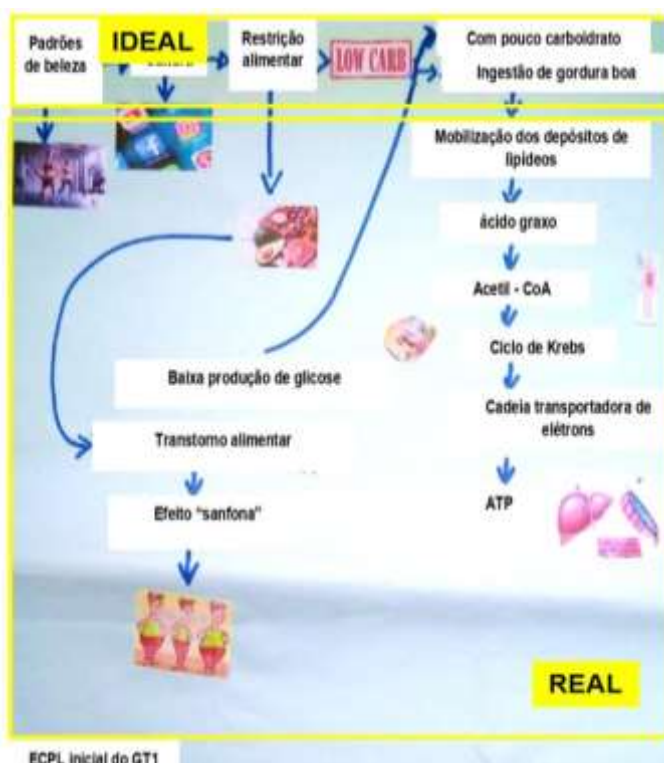 Padrões
de beleza
IDEAL
Restrição
alimentar
LOW CARB
Com pouco carboidrato
Ingestão de gordura boa
Mobilização dos depósitos de
lipídeos
ácido graxo
Acetil - CoA
Ciclo de Krebs
Cadeia transportadora de
elétrons
ATP
Baixa produção de glicose
Transtorno alimentar
Efeito “sanfona”
REAL
ECPL inicial do GT1